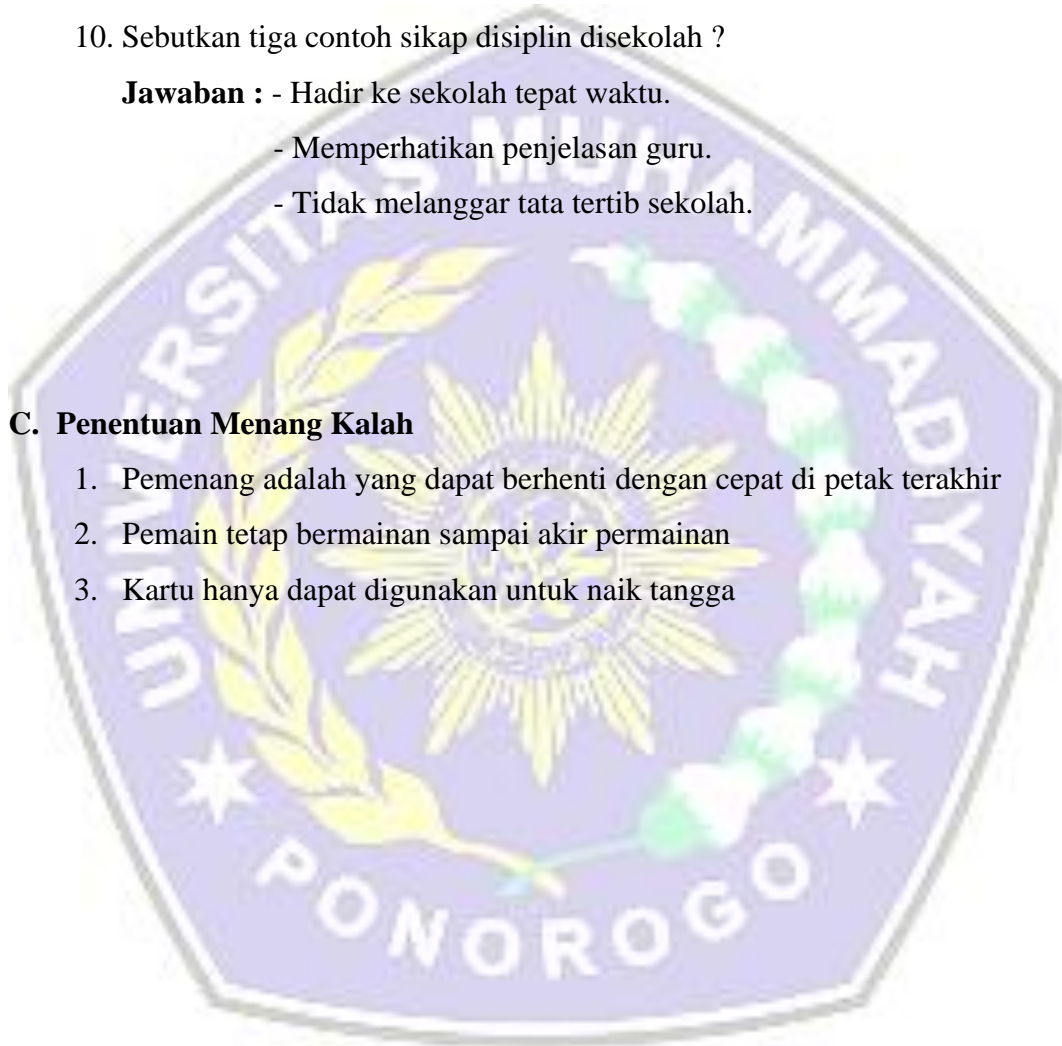 10. Sebutkan tiga contoh sikap disiplin disekolah ?
Jawaban : - Hadir ke sekolah tepat waktu.
- Memperhatikan penjelasan guru.
- Tidak melanggar tata tertib sekolah.
C. Penentuan Menang Kalah
1. Pemenang adalah yang dapat berhenti dengan cepat di petak terakhir
2. Pemain tetap bermainan sampai akir permainan
3. Kartu hanya dapat digunakan untuk naik tangga
UNIVERSITAS MUHAMMADIYAH
PONOROGO